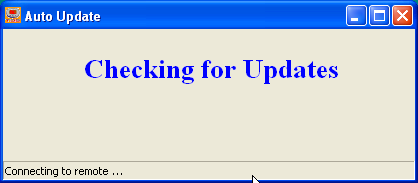 Auto Update
Checking for Updates
Connecting to remote ...